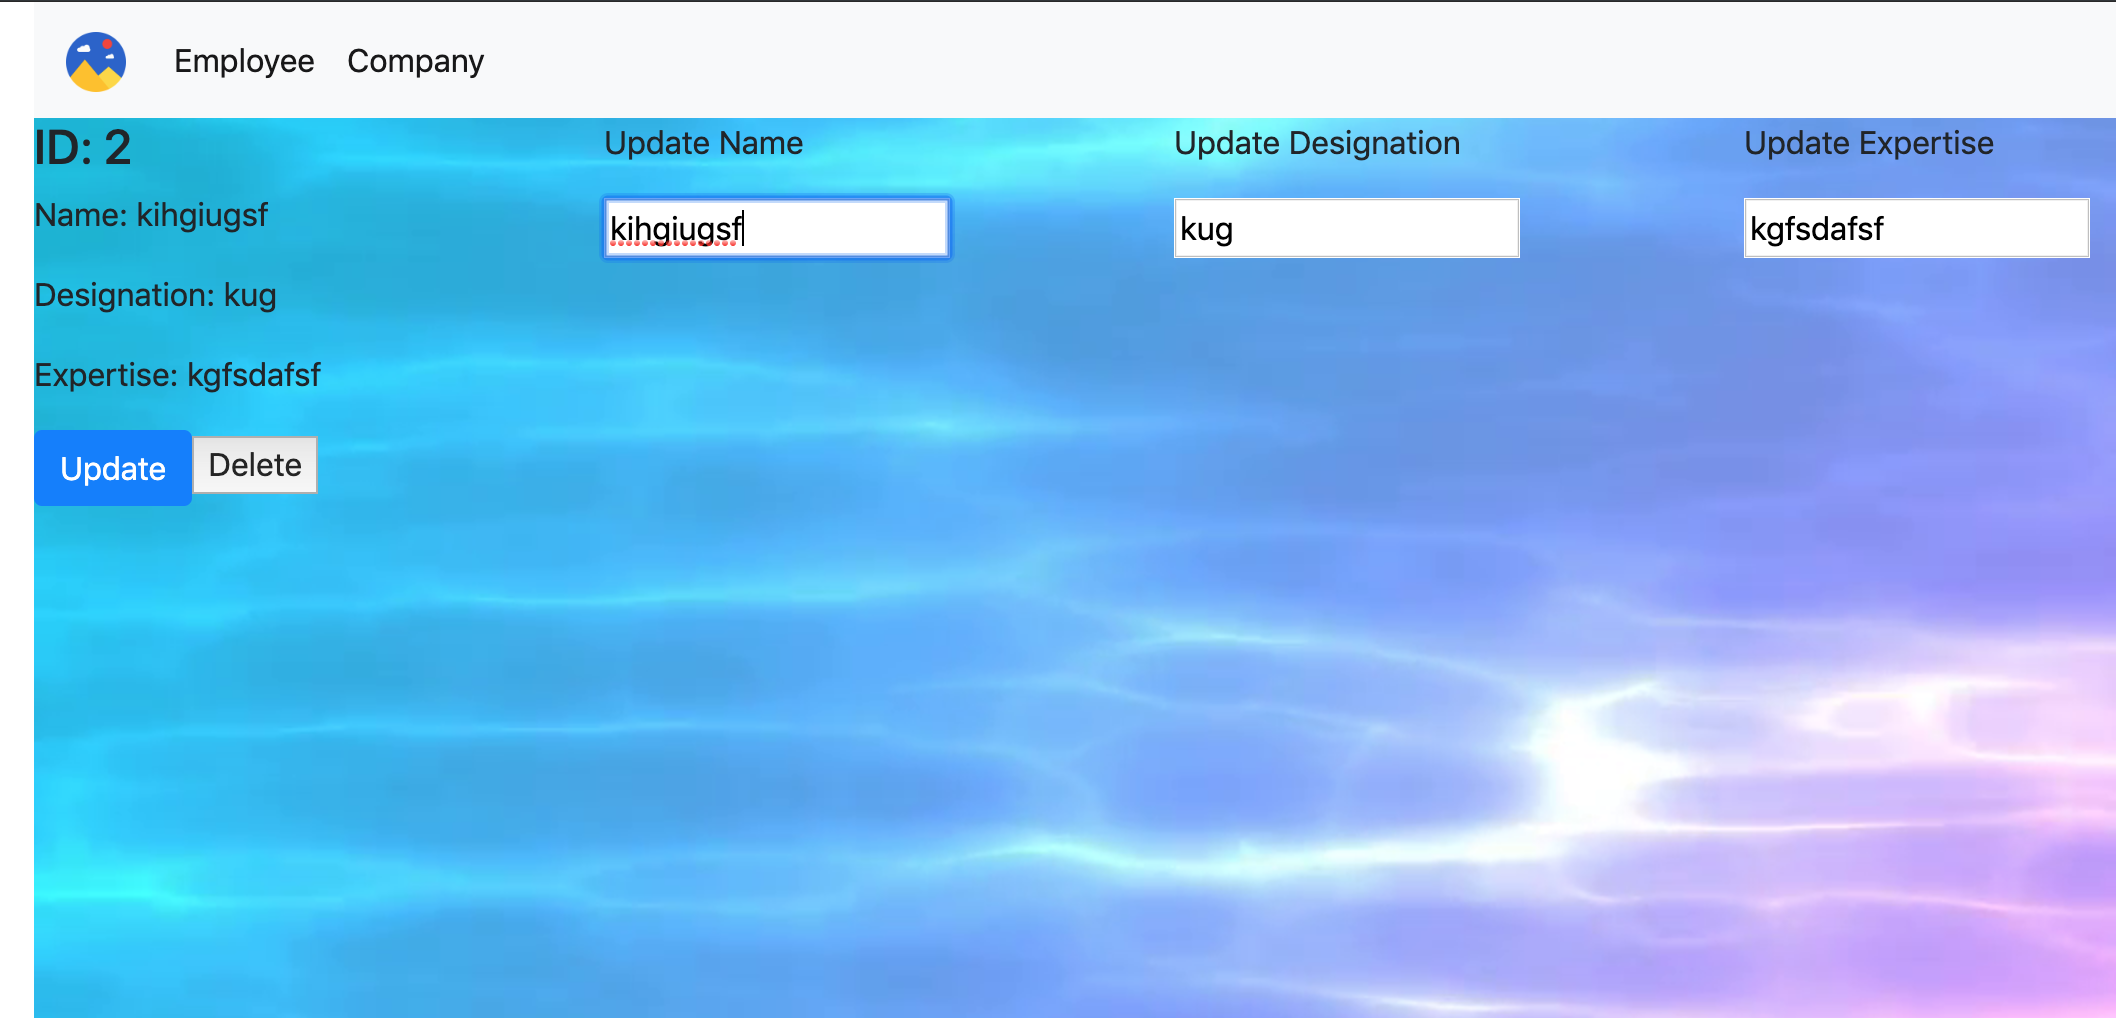 Employee Company
ID: 2
Name: kihgiugsf
Designation: kug
Expertise: kgfsdafsf
Update Delete
Update Name
kihgiugsf
Update Designation
kug
Update Expertise
kgfsdafsf